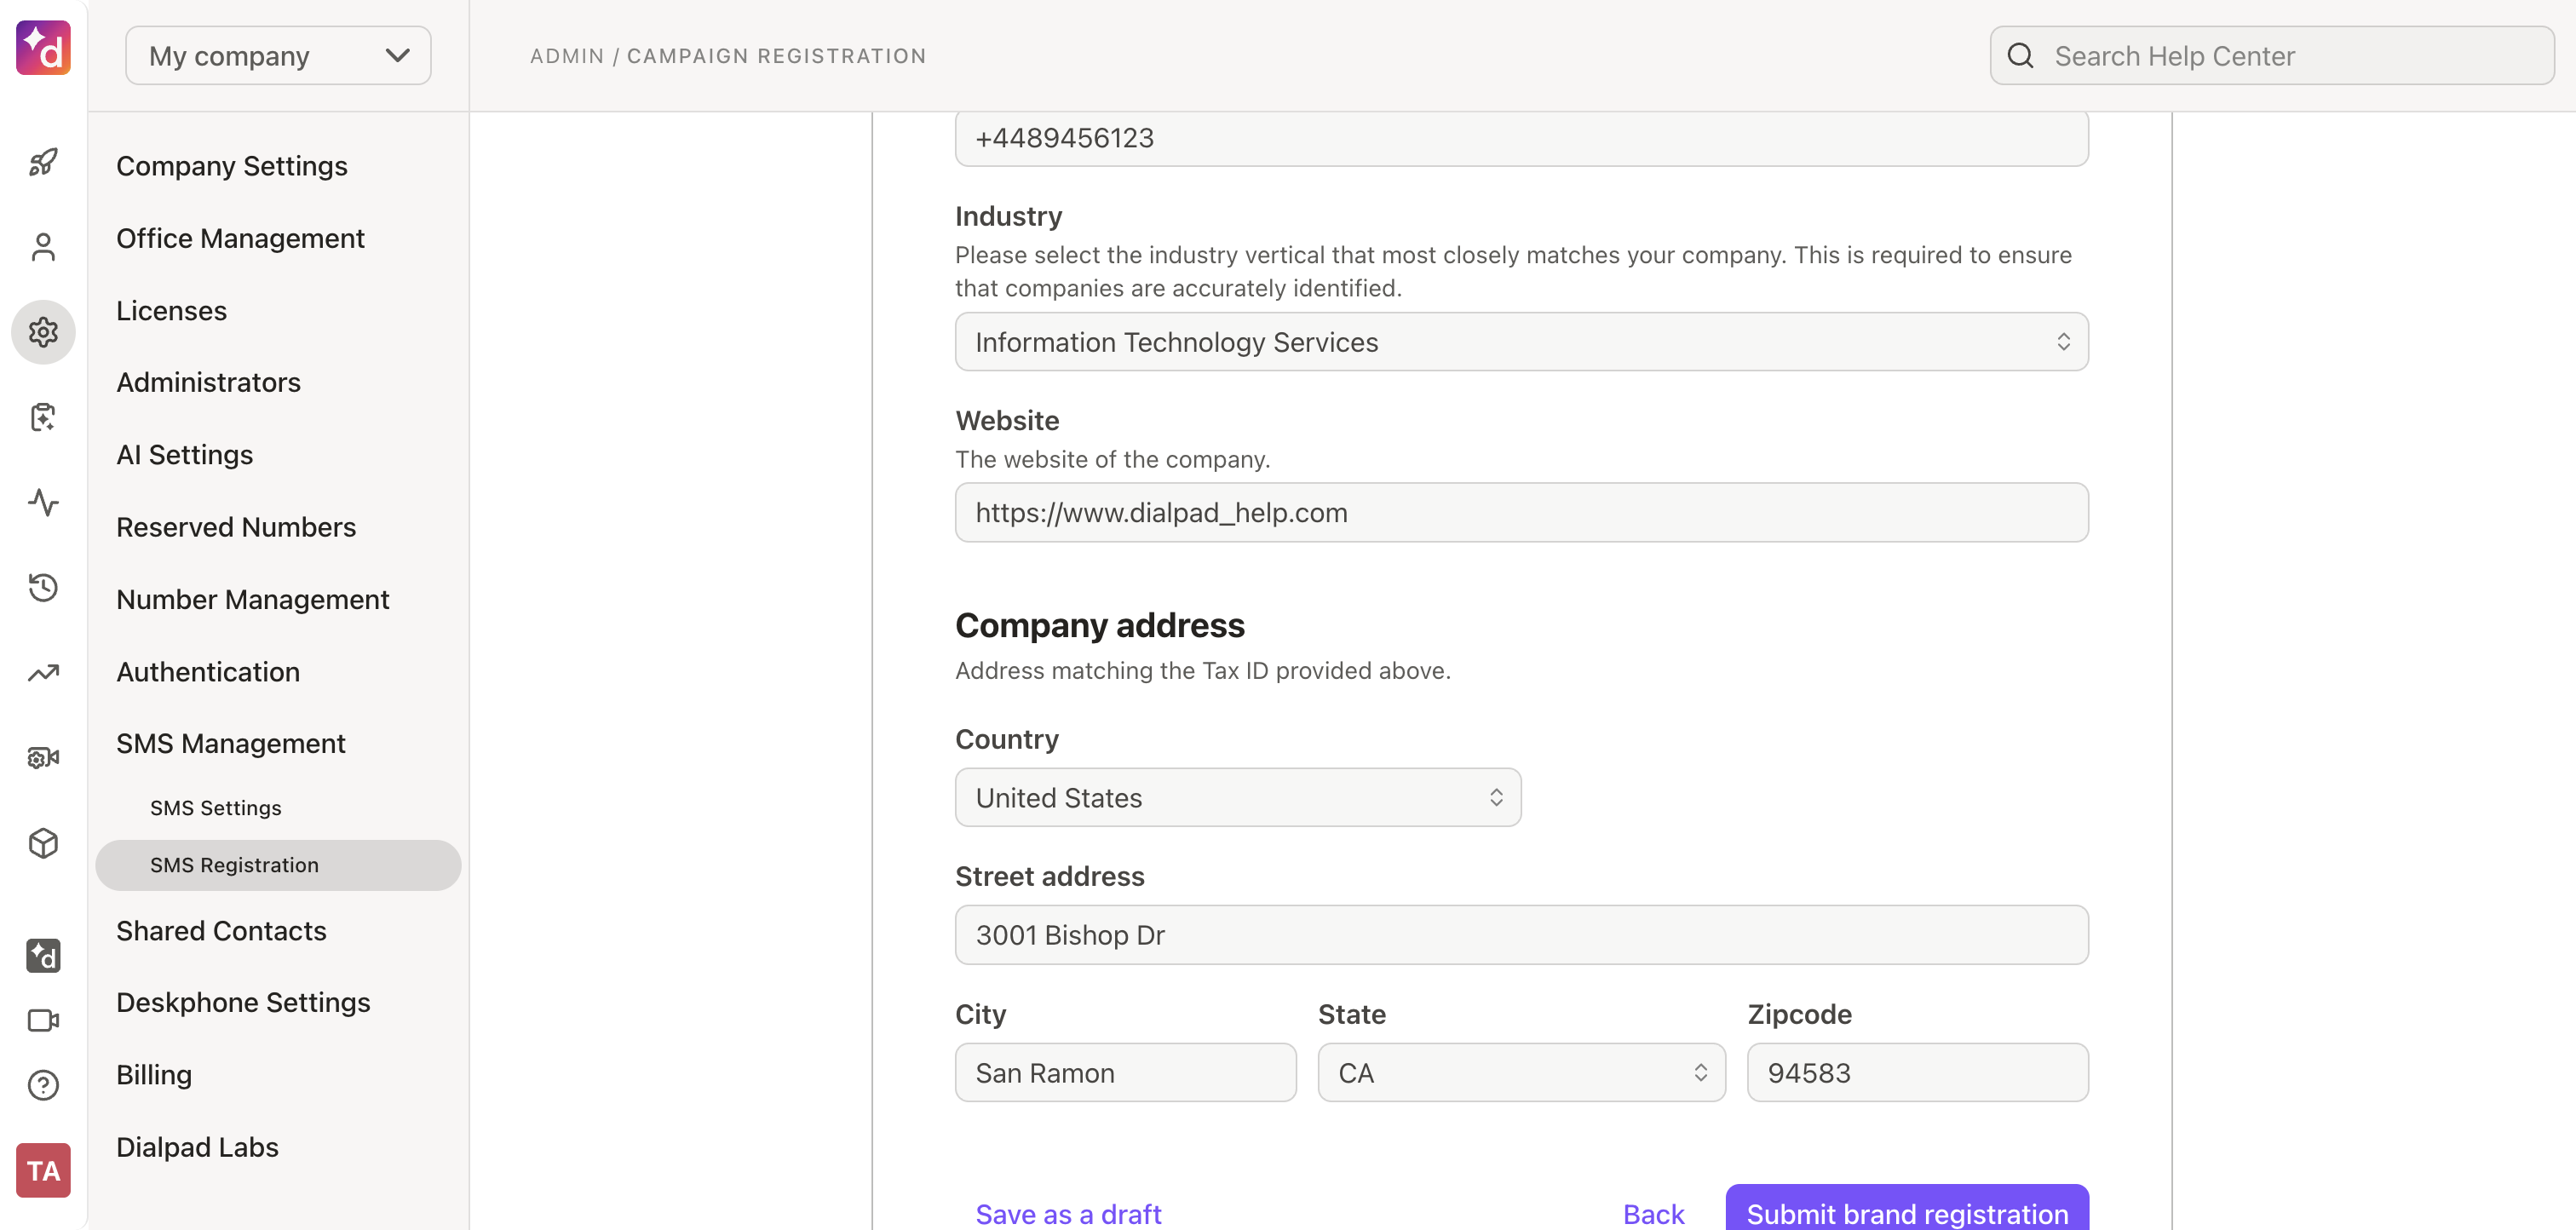 d
My company
ADMIN / CAMPAIGN REGISTRATION
Search Help Center
Company Settings
Office Management
Licenses
Administrators
AI Settings
Reserved Numbers
Number Management
Authentication
SMS Management
SMS Settings
SMS Registration
Shared Contacts
Deskphone Settings
Billing
Dialpad Labs
d
TA
+4489456123
Industry
Please select the industry vertical that most closely matches your company. This is required to ensure
that companies are accurately identified.
Information Technology Services
Website
The website of the company.
https://www.dialpad_help.com
Company address
Address matching the Tax ID provided above.
Country
United States
Street address
3001 Bishop Dr
City State Zipcode
San Ramon CA 94583
Save as a draft Back Submit brand registration